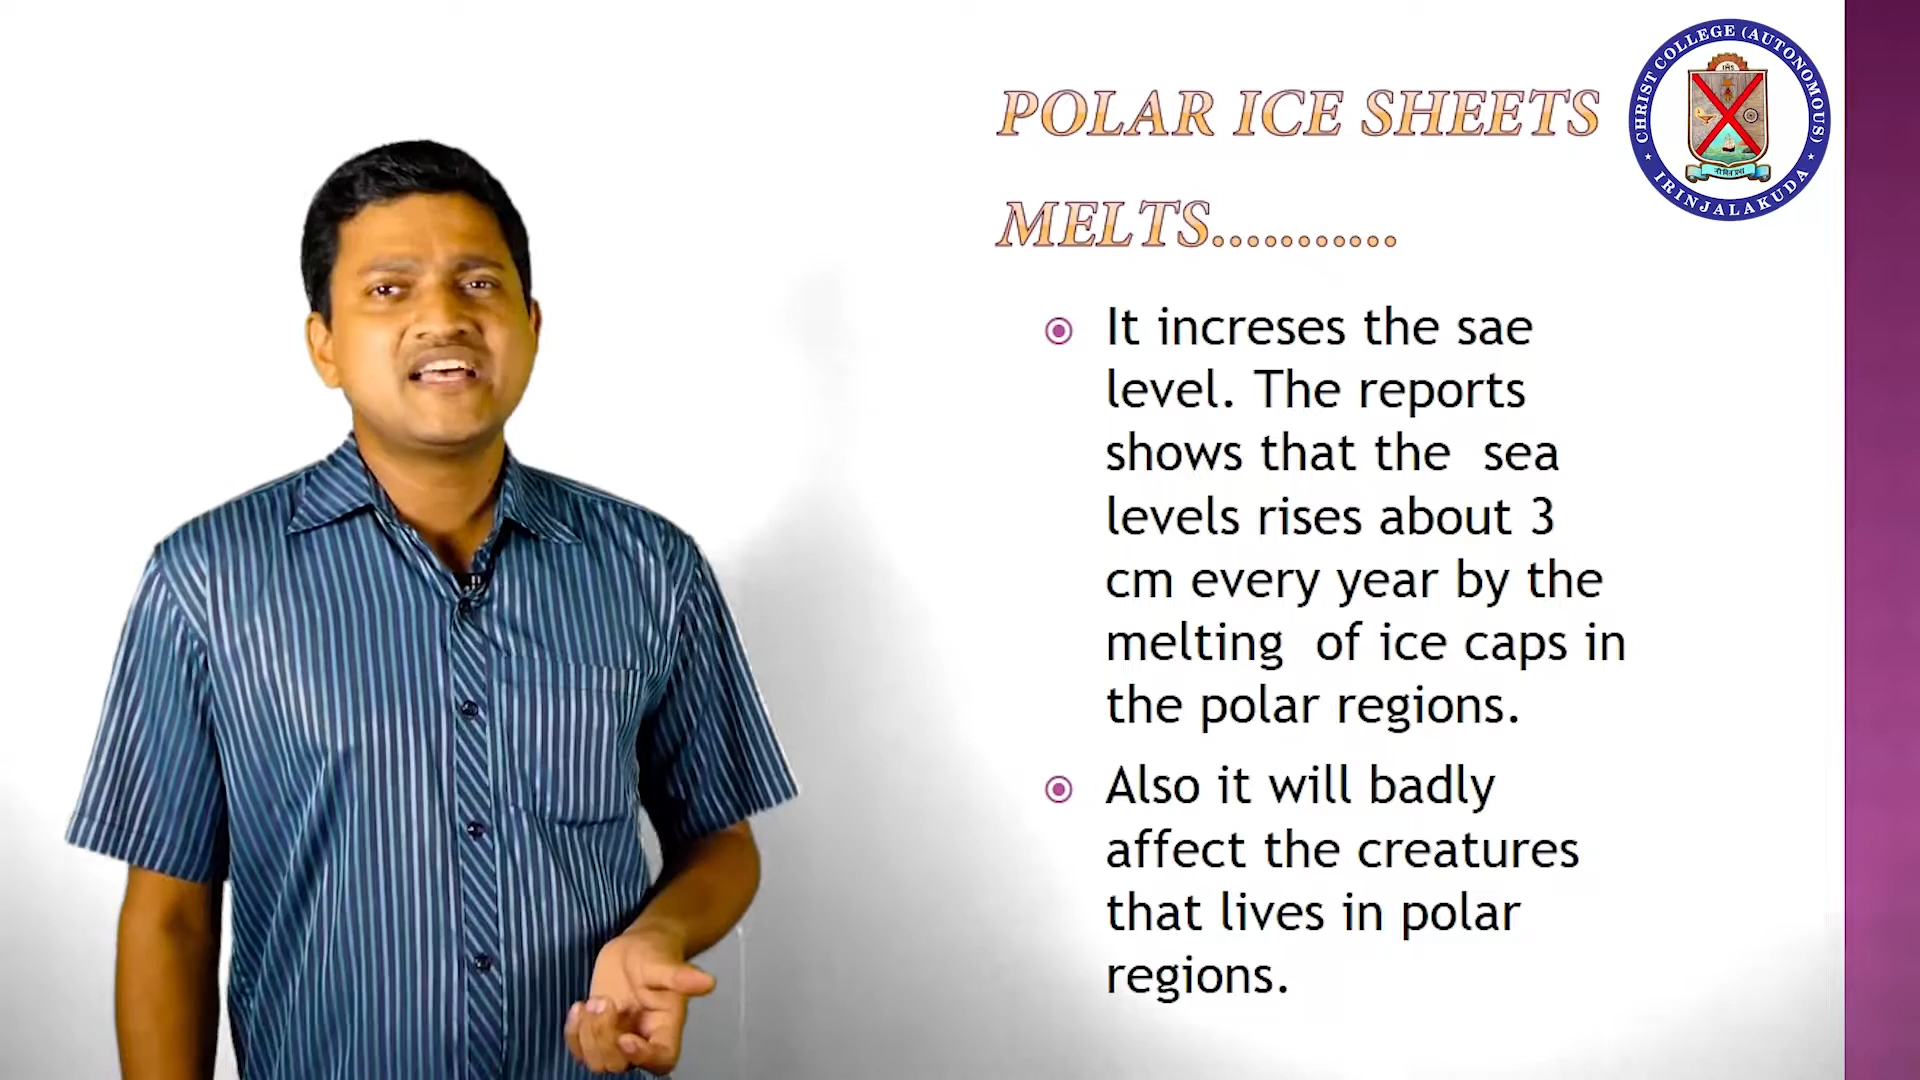 POLAR ICE SHEETS
MELTS...........
It increses the sae
level. The reports
shows that the  sea
levels rises about 3
cm every year by the
melting  of ice caps in
the polar regions.
Also it will badly
affect the creatures
that lives in polar
regions.
CHRIST COLLEGE (AUTONOMOUS)
IRINJALAKUDA
IHS